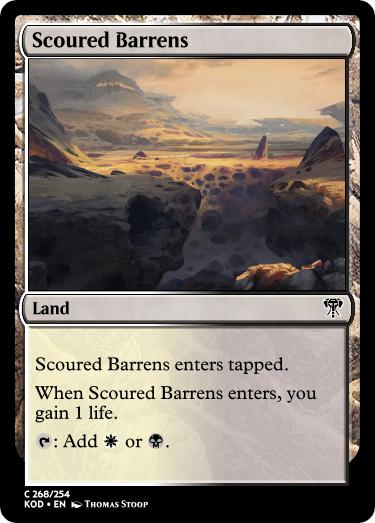 Scoured Barrens
Land
Scoured Barrens enters tapped.
When Scoured Barrens enters, you
gain 1 life.
: Add or .
C 268/254
KOD • EN Thomas Stoop